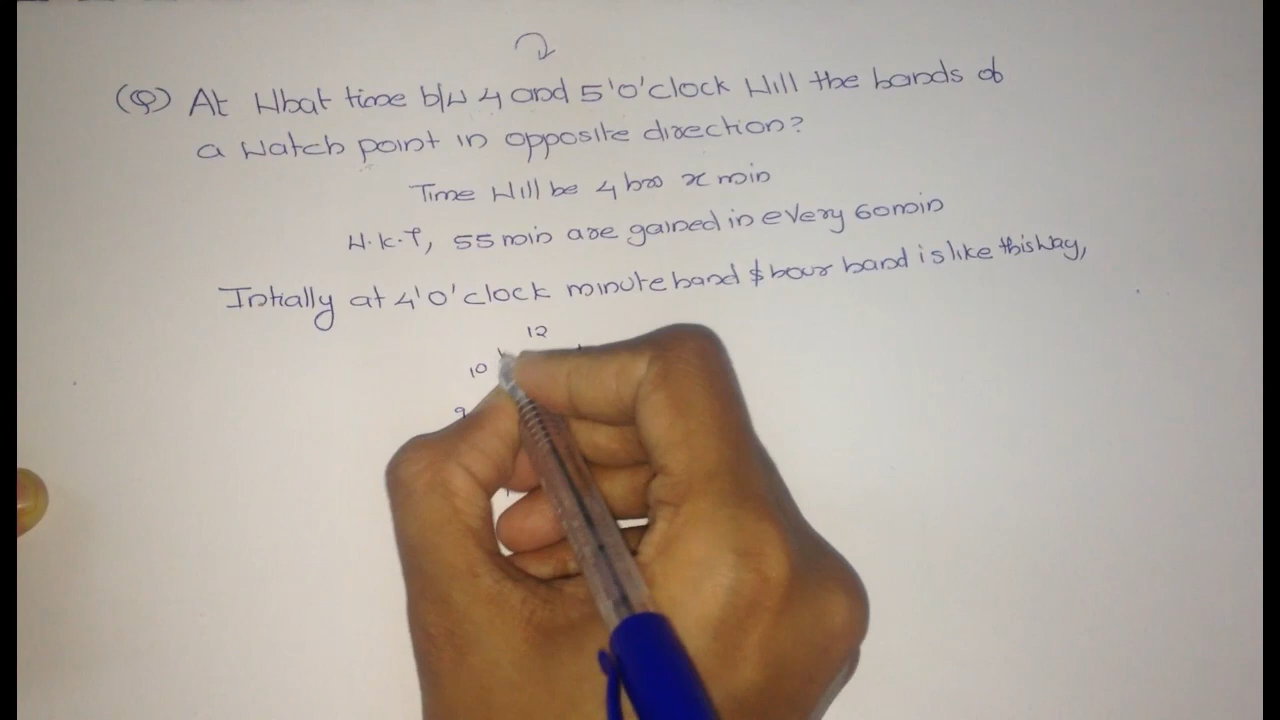 (Q) At What time b/w 4 and 5'o'clock Will the hands of
a Watch point in opposite direction?
Time Will be 4 hrs x min
W.K.T, 55 min are gained in every 60 min
Intially at 4'o'clock minute hand & hour hand is like this Way,
12
10
9